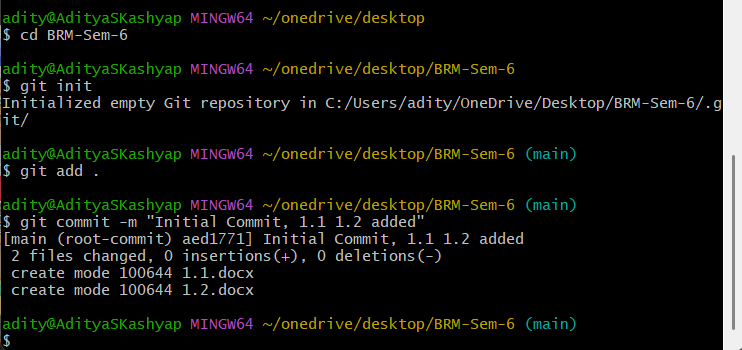 adity@AdityaSKashyap MINGW64 ~/onedrive/desktop
$ cd BRM-Sem-6
adity@AdityaSKashyap MINGW64 ~/onedrive/desktop/BRM-Sem-6
$ git init
Initialized empty Git repository in C:/Users/adity/OneDrive/Desktop/BRM-Sem-6/.g
it/
adity@AdityaSKashyap MINGW64 ~/onedrive/desktop/BRM-Sem-6 (main)
$ git add .
adity@AdityaSKashyap MINGW64 ~/onedrive/desktop/BRM-Sem-6 (main)
$ git commit -m "Initial Commit, 1.1 1.2 added"
[main (root-commit) aed1771] Initial Commit, 1.1 1.2 added
 2 files changed, 0 insertions(+), 0 deletions(-)
 create mode 100644 1.1.docx
 create mode 100644 1.2.docx
adity@AdityaSKashyap MINGW64 ~/onedrive/desktop/BRM-Sem-6 (main)
$